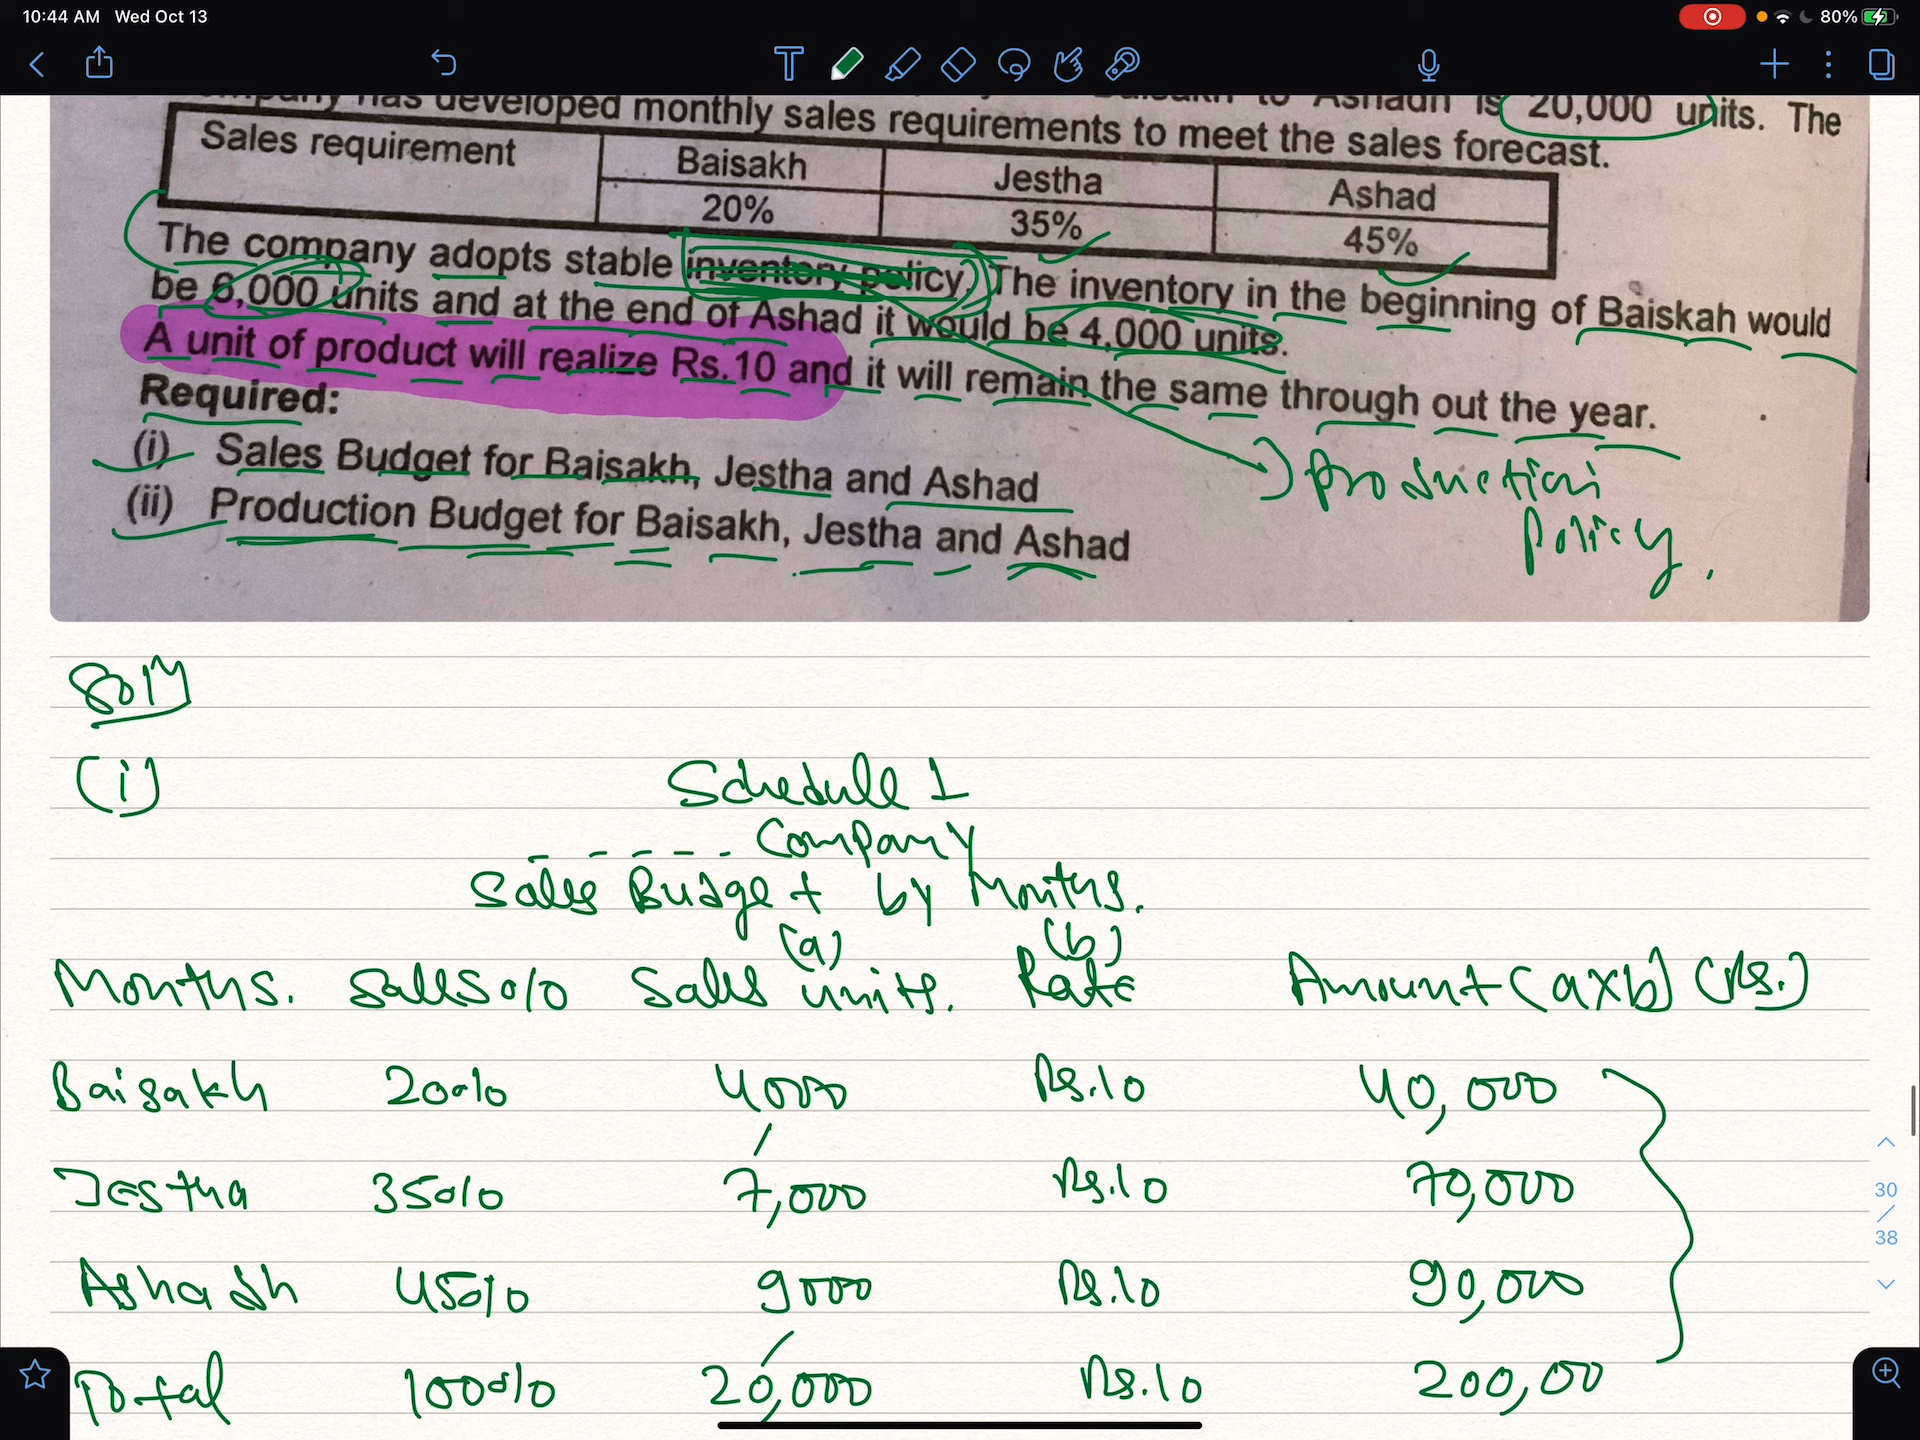 10:44 AM Wed Oct 13
80%
has developed monthly sales requirements to meet the sales forecast.
is 20,000 units. The
Sales requirement Baisakh Jestha Ashad
20% 35% 45%
The company adopts stable inventory policy. The inventory in the beginning of Baiskah would
be 6,000 units and at the end of Ashad it would be 4,000 units.
A unit of product will realize Rs.10 and it will remain the same through out the year.
Required:
(i) Sales Budget for Baisakh, Jestha and Ashad
(ii) Production Budget for Baisakh, Jestha and Ashad
Production
Policy.
Soln
(i) Schedule 1
----- Company
Sales Budget by Months.
(a) (b)
Months. Sales% Sales units. Rate Amount (axb) (Rs.)
Baisakh 20% 4000 Rs.10 40,000
Jestha 35% 7,000 Rs.10 70,000
Ashadh 45% 9000 Rs.10 90,000
Total 100% 20,000 Rs.10 200,00
30
/
38